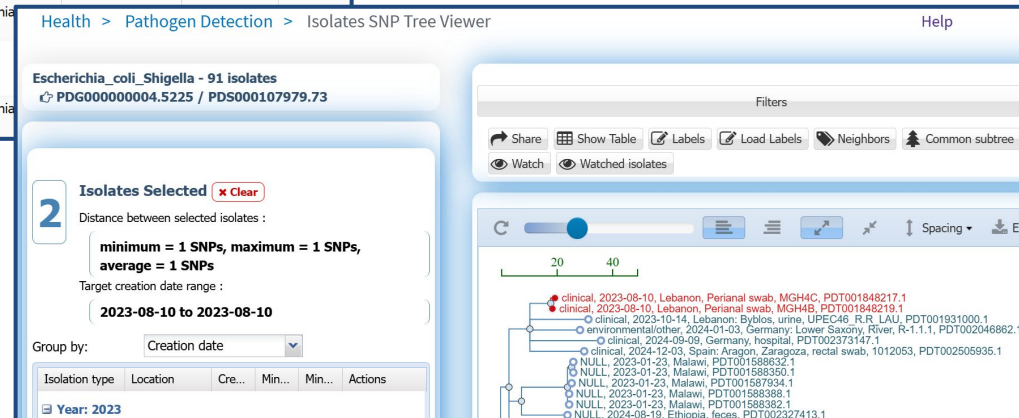 nia
Health > Pathogen Detection > Isolates SNP Tree Viewer
Help
Escherichia_coli_Shigella - 91 isolates
PDG000000004.5225 / PDS000107979.73
nia
Filters
Share Show Table Labels Load Labels Neighbors Common subtree
Watch Watched isolates
2
Isolates Selected × Clear
Distance between selected isolates :
minimum = 1 SNPs, maximum = 1 SNPs,
average = 1 SNPs
Target creation date range :
2023-08-10 to 2023-08-10
Group by: Creation date
Isolation type Location Cre... Min... Min... Actions
Year: 2023
Spacing E
20 40
clinical, 2023-08-10, Lebanon, Perianal swab, MGH4C, PDT001848217.1
clinical, 2023-08-10, Lebanon, Perianal swab, MGH4B, PDT001848219.1
clinical, 2023-10-14, Lebanon: Byblos, urine, UPEC46_R.R_LAU, PDT001931000.1
environmental/other, 2024-01-03, Germany: Lower Saxony, River, R-1.1.1, PDT002046862.1
clinical, 2024-09-09, Germany, hospital, PDT002373147.1
clinical, 2024-12-03, Spain: Aragon, Zaragoza, rectal swab, 1012053, PDT002505935.1
NULL, 2023-01-23, Malawi, PDT001588632.1
NULL, 2023-01-23, Malawi, PDT001588350.1
NULL, 2023-01-23, Malawi, PDT001587934.1
NULL, 2023-01-23, Malawi, PDT001588388.1
NULL, 2023-01-23, Malawi, PDT001588382.1
NULL, 2024-08-19, Ethiopia, feces, PDT002327413.1